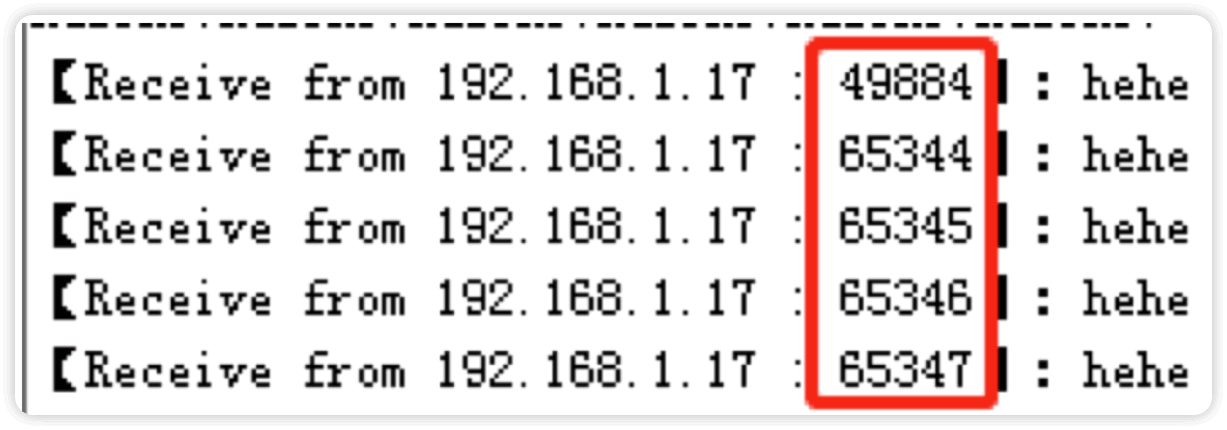 【Receive from 192.168.1.17 : 49884】 : hehe
【Receive from 192.168.1.17 : 65344】 : hehe
【Receive from 192.168.1.17 : 65345】 : hehe
【Receive from 192.168.1.17 : 65346】 : hehe
【Receive from 192.168.1.17 : 65347】 : hehe